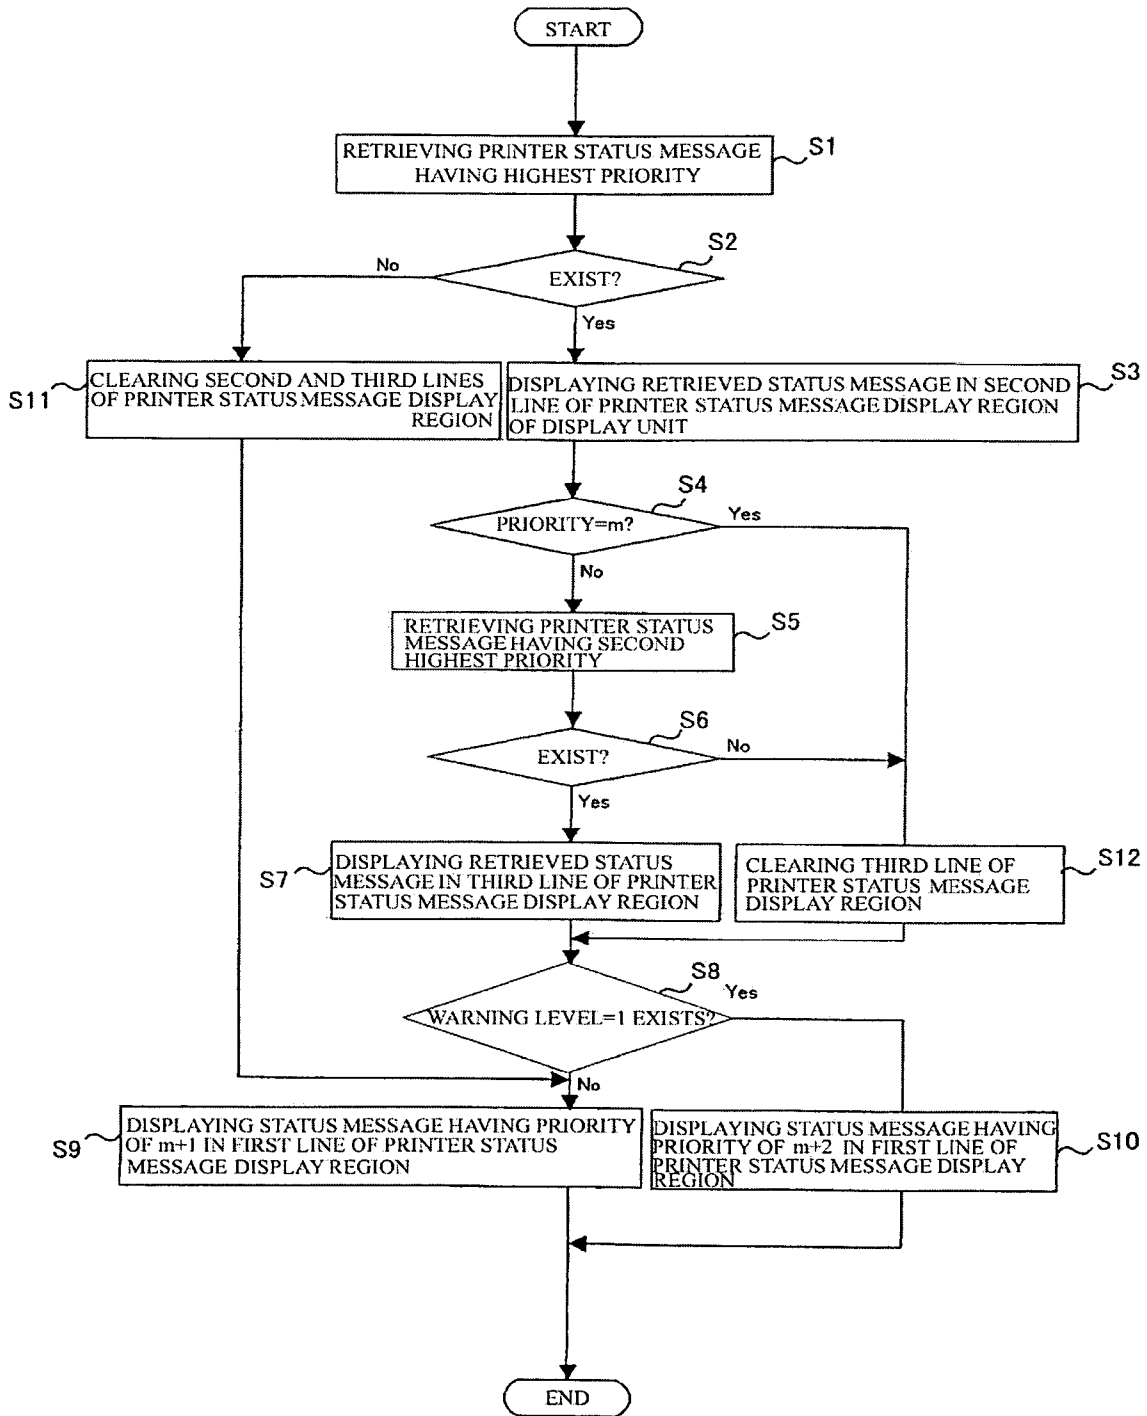 START
RETRIEVING PRINTER STATUS MESSAGE
HAVING HIGHEST PRIORITY
S1
S2
EXIST?
No
Yes
S11
CLEARING SECOND AND THIRD LINES
OF PRINTER STATUS MESSAGE DISPLAY
REGION
DISPLAYING RETRIEVED STATUS MESSAGE IN SECOND
LINE OF PRINTER STATUS MESSAGE DISPLAY REGION
OF DISPLAY UNIT
S3
S4
PRIORITY=m?
Yes
No
RETRIEVING PRINTER STATUS
MESSAGE HAVING SECOND
HIGHEST PRIORITY
S5
S6
EXIST?
No
Yes
S7
DISPLAYING RETRIEVED STATUS
MESSAGE IN THIRD LINE OF PRINTER
STATUS MESSAGE DISPLAY REGION
CLEARING THIRD LINE OF
PRINTER STATUS MESSAGE
DISPLAY REGION
S12
S8
Yes
WARNING LEVEL=1 EXISTS?
No
S9
DISPLAYING STATUS MESSAGE HAVING PRIORITY
OF m+1 IN FIRST LINE OF PRINTER STATUS
MESSAGE DISPLAY REGION
DISPLAYING STATUS MESSAGE HAVING
PRIORITY OF m+2 IN FIRST LINE OF
PRINTER STATUS MESSAGE DISPLAY
REGION
S10
END